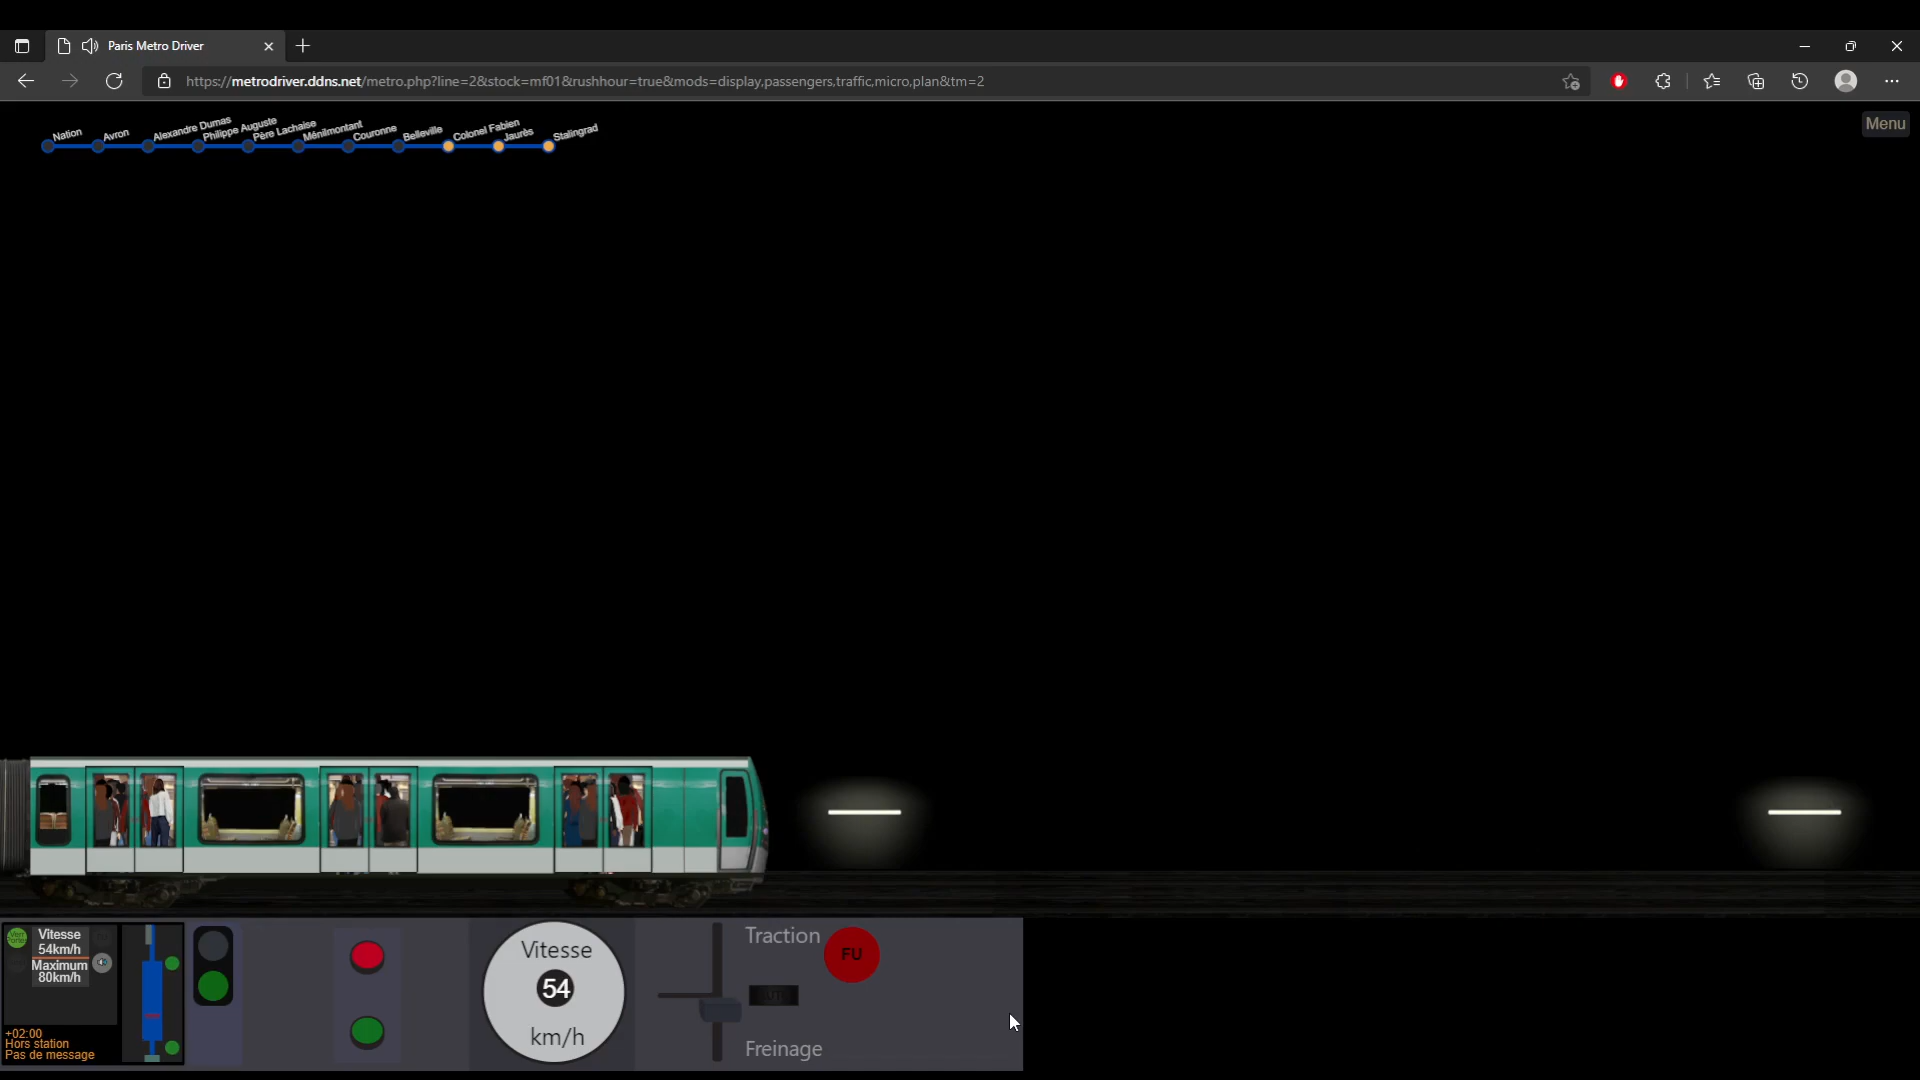 Paris Metro Driver
https://metrodriver.ddns.net/metro.php?line=2&stock=mf01&rushhour=true&mods=display,passengers,traffic,micro,plan&tm=2
Menu
Nation
Avron
Alexandre Dumas
Philippe Auguste
Père Lachaise
Ménilmontant
Couronne
Belleville
Colonel Fabien
Jaurès
Stalingrad
Vitesse
54km/h
Maximum
80km/h
+02:00
Hors station
Pas de message
Vitesse
54
km/h
Traction
FU
Freinage